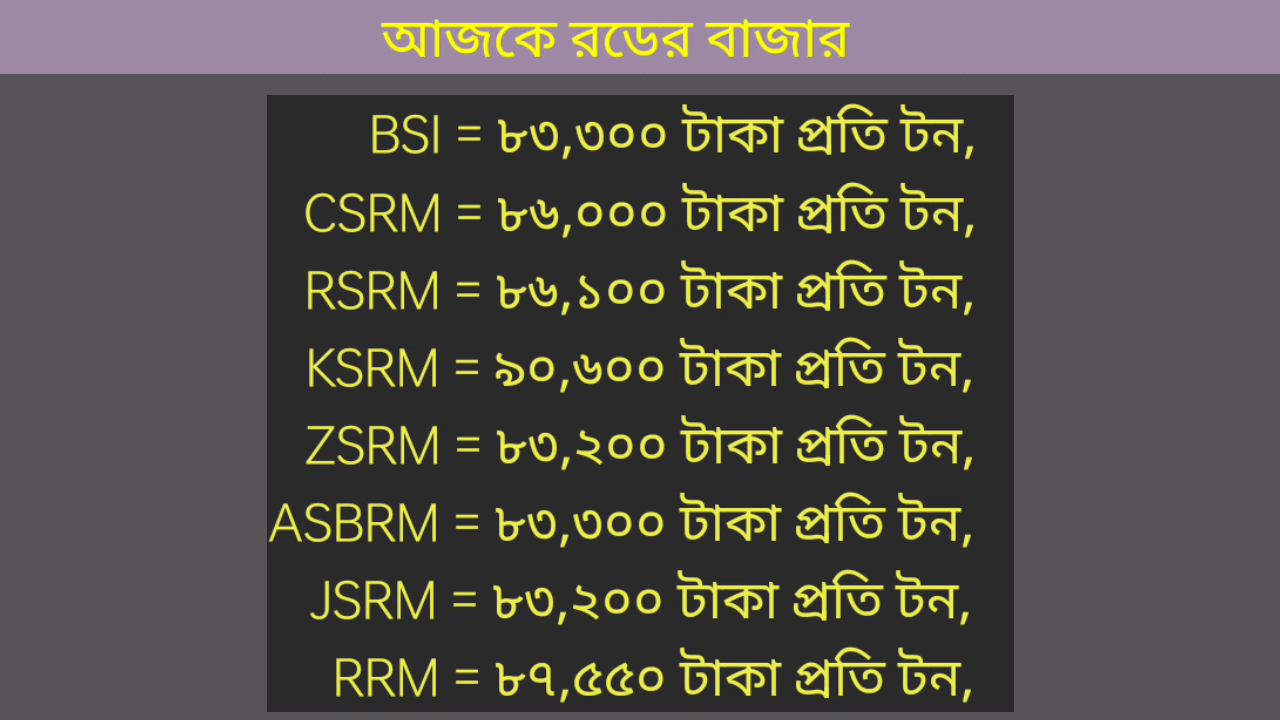 আজকে রডের বাজার
BSI = ৮৩,৩০০ টাকা প্রতি টন,
CSRM = ৮৬,০০০ টাকা প্রতি টন,
RSRM = ৮৬,১০০ টাকা প্রতি টন,
KSRM = ৯০,৬০০ টাকা প্রতি টন,
ZSRM = ৮৩,২০০ টাকা প্রতি টন,
ASBRM = ৮৩,৩০০ টাকা প্রতি টন,
JSRM = ৮৩,২০০ টাকা প্রতি টন,
RRM = ৮৭,৫৫০ টাকা প্রতি টন,